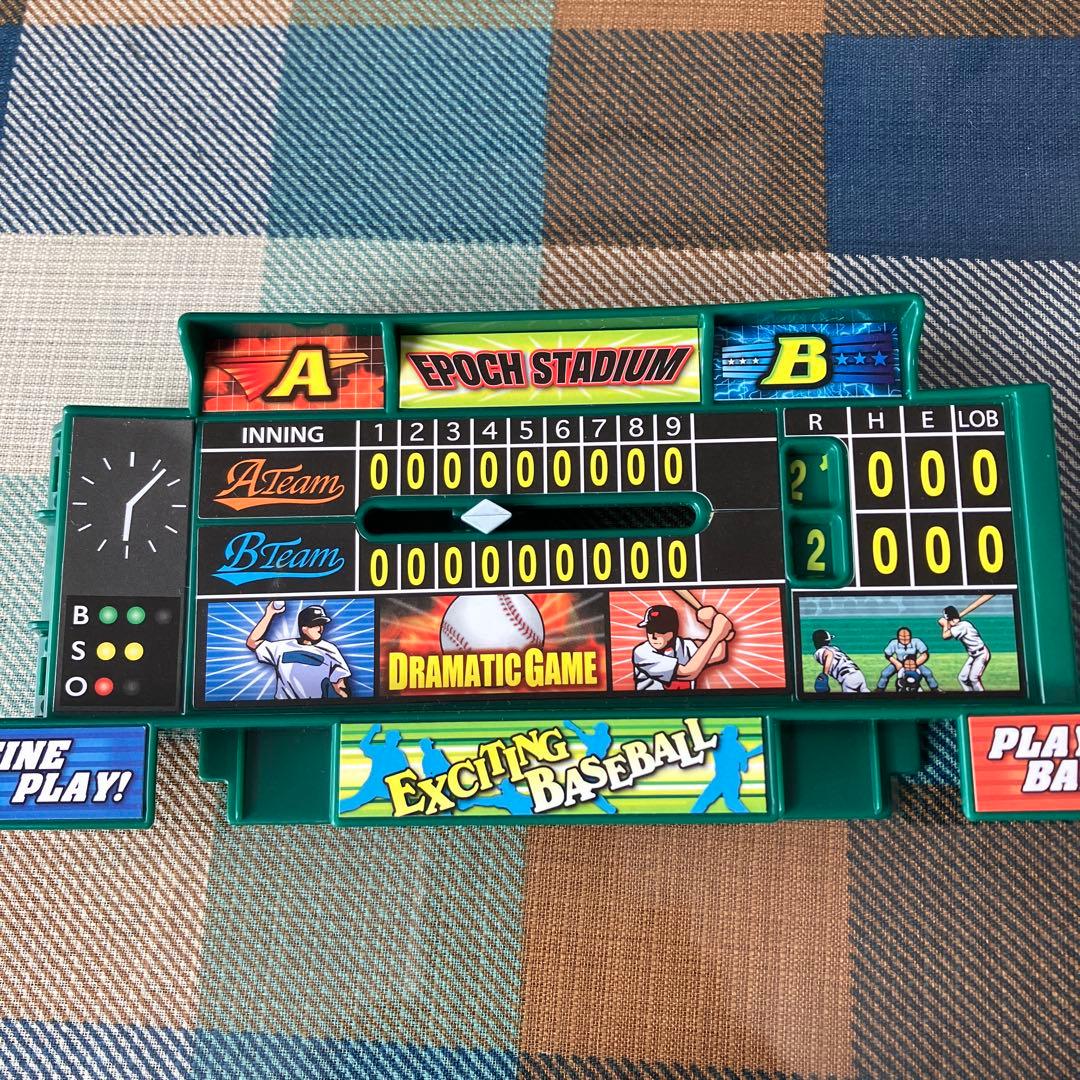 A EPOCH STADIUM B
INNING 1 2 3 4 5 6 7 8 9 R H E LOB
A TEAM 0 0 0 0 0 0 0 0 0 2 0 0 0
B TEAM 0 0 0 0 0 0 0 0 0 2 0 0 0
B
S
O
DRAMATIC GAME
PLAY!
EXCITING
BASEBALL